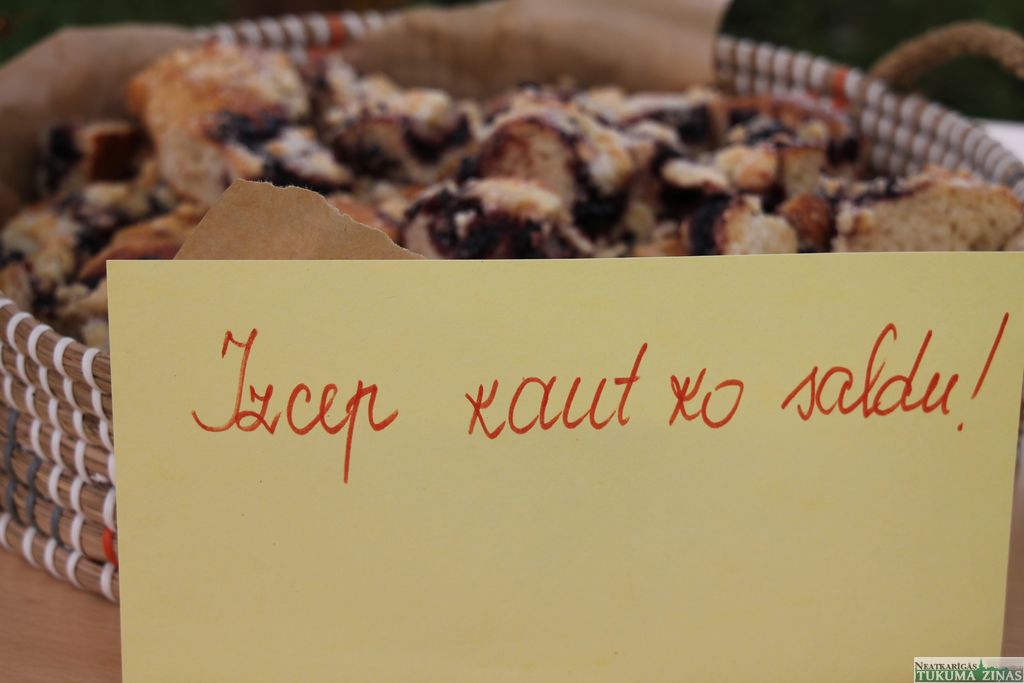 Izcep kaut ko saldu!
NEATKARĪGĀS
TUKUMA ZIŅAS